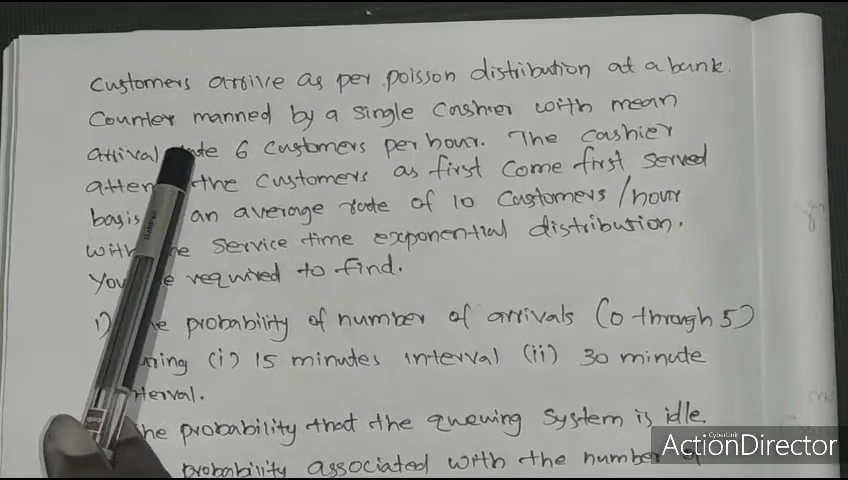 Customers arrive as per poisson distribution at a bank.
Counter manned by a single cashier with mean
arrival rate 6 customers per hour. The cashier
atten the customers as first come first served
basis an average rate of 10 customers/hour
with service time exponential distribution.
You required to find.
1) probability of number of arrivals (0 through 5)
(i) 15 minutes interval (ii) 30 minute
probability that the queuing system is idle.
probability associated with the number
CyberLink
ActionDirector